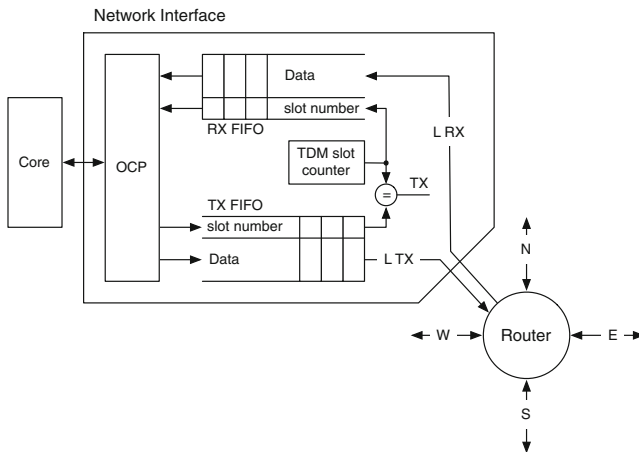 Network Interface
Data
slot number
RX FIFO
L RX
Core
OCP
TDM slot
counter
=
TX
TX FIFO
slot number
Data
L TX
N
W
Router
E
S